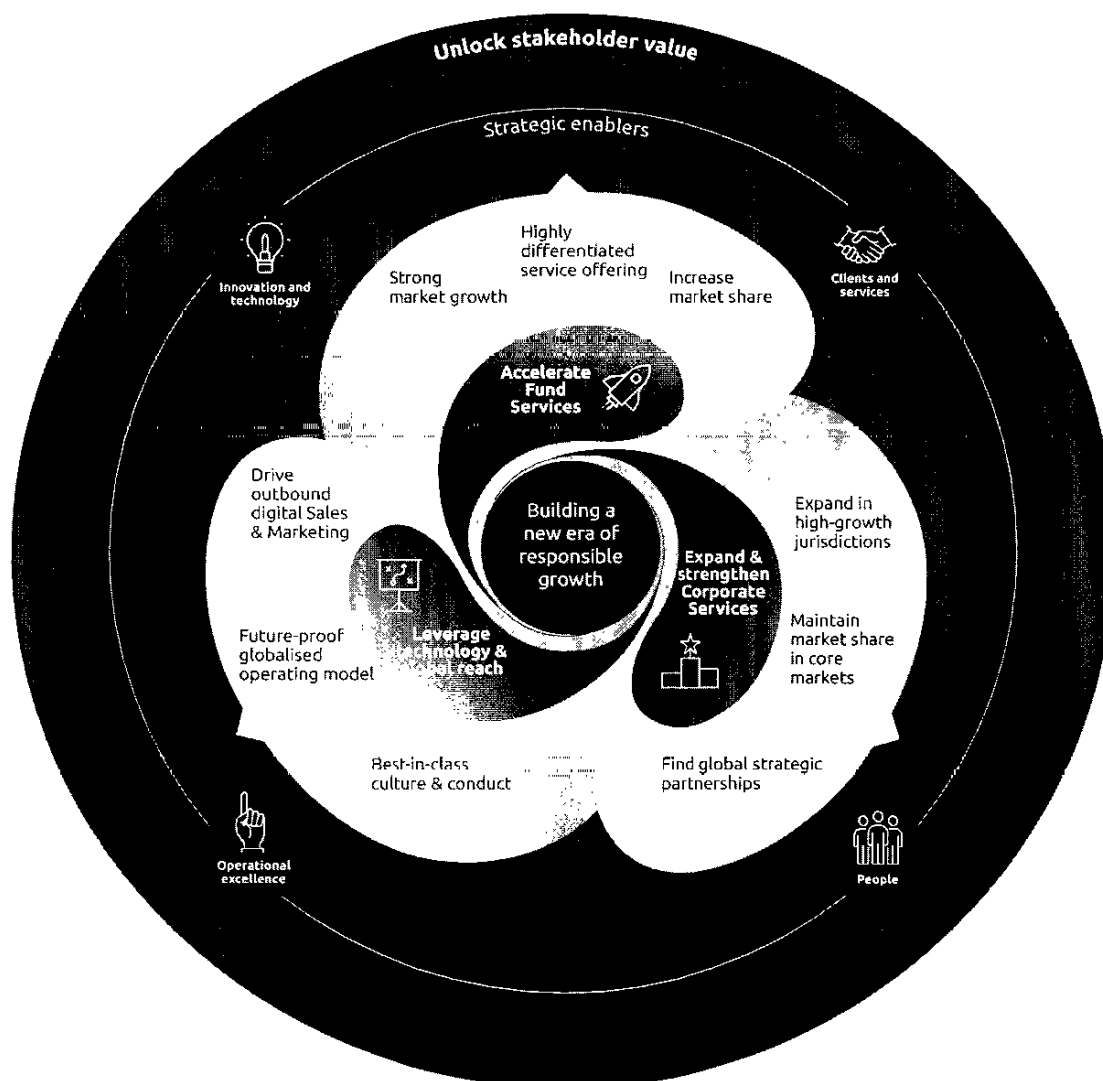 Unlock stakeholder value
Strategic enablers
Innovation and
technology
Clients and
services
Strong
market growth
Highly
differentiated
service offering
Increase
market share
Accelerate
Fund
Services
Drive
outbound
digital Sales
& Marketing
Building a
new era of
responsible
growth
Expand in
high-growth
jurisdictions
Expand &
strengthen
Corporate
Services
Leverage
technology &
reach
Future-proof
globalised
operating model
Maintain
market share
in core
markets
Best-in-class
culture & conduct
Find global strategic
partnerships
Operational
excellence
People